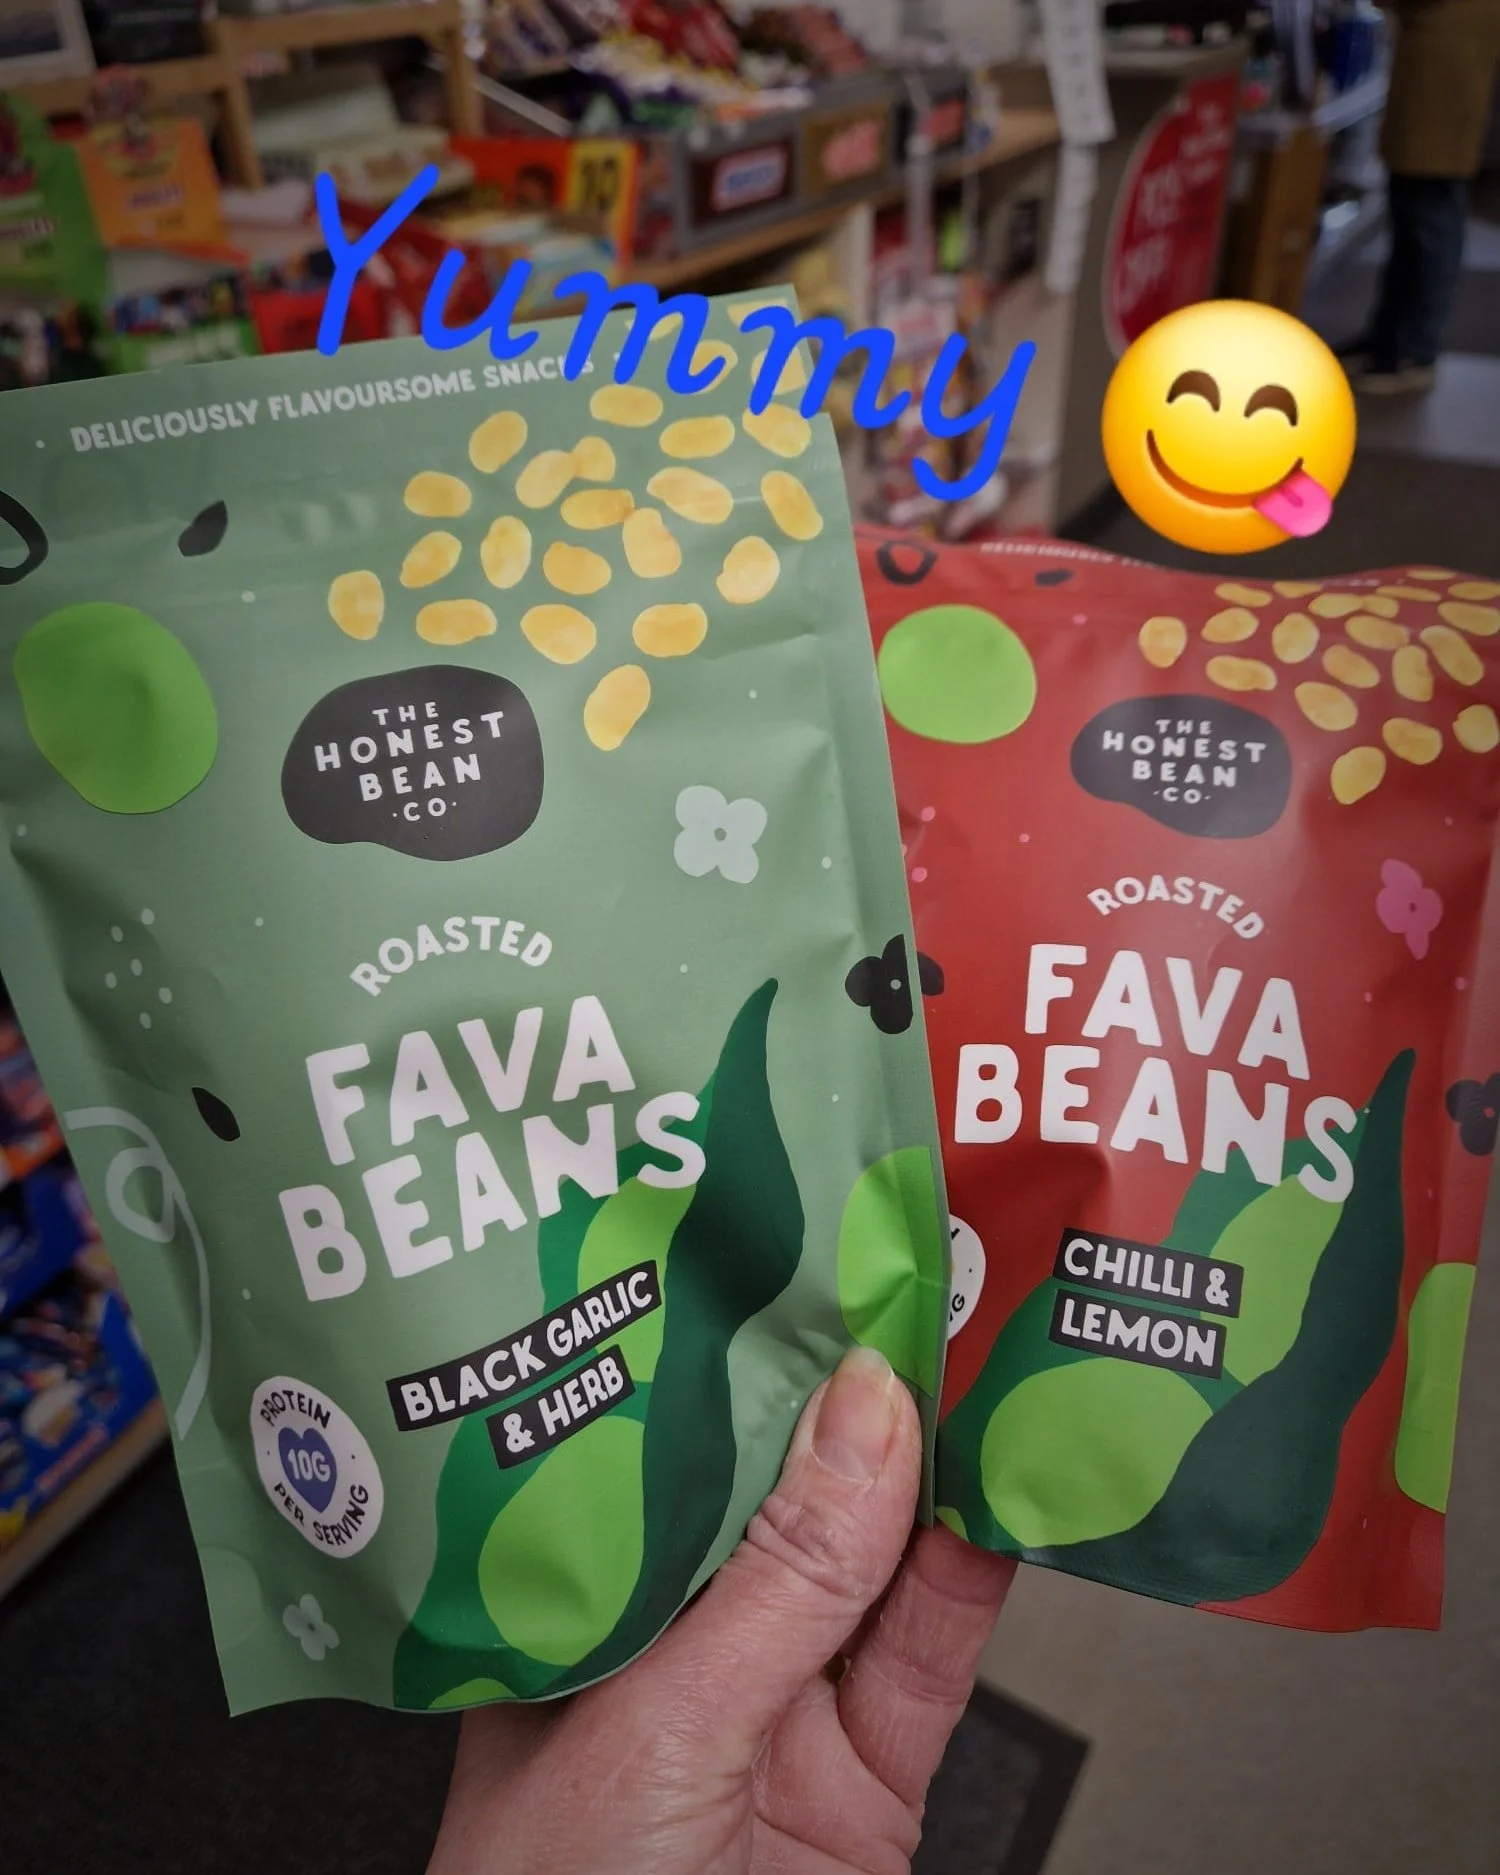 Yummy
DELICIOUSLY FLAVOURSOME SNACKS
THE
HONEST
BEAN
·CO·
ROASTED
FAVA
BEANS
BLACK GARLIC
& HERB
PROTEIN
10G
PER SERVING
THE
HONEST
BEAN
·CO·
ROASTED
FAVA
BEANS
CHILLI &
LEMON